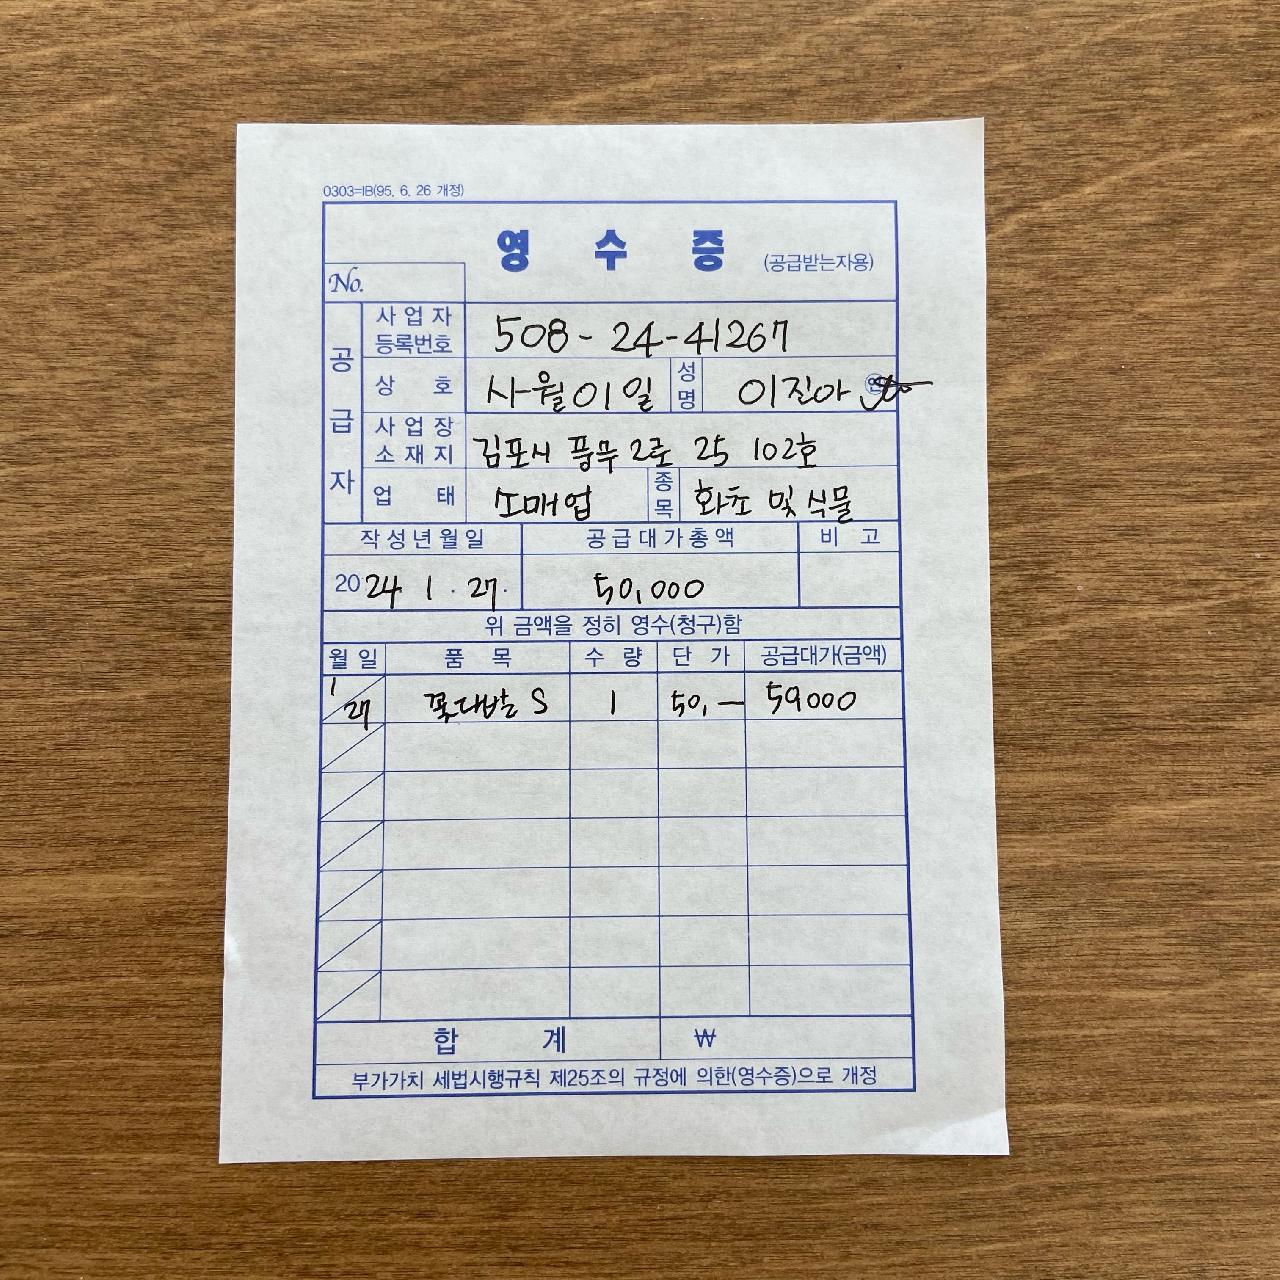 0303=IB(95. 6. 26 개정)
영 수 증 (공급받는자용)
No.
공급자
사업자등록번호 508-24-41267
상 호 사월이일 성명 이진아 ㊞
사업장소재지 김포시 풍무2로 25 102호
업 태 소매업 종목 화초 및 식물
작성년월일 공급대가총액 비 고
2024. 1. 27. 50,000
위 금액을 정히 영수(청구)함
월 일 품 목 수 량 단 가 공급대가(금액)
1/27 꽃다발 S 1 50,— 50,000
합 계 ₩
부가가치 세법시행규칙 제25조의 규정에 의한(영수증)으로 개정